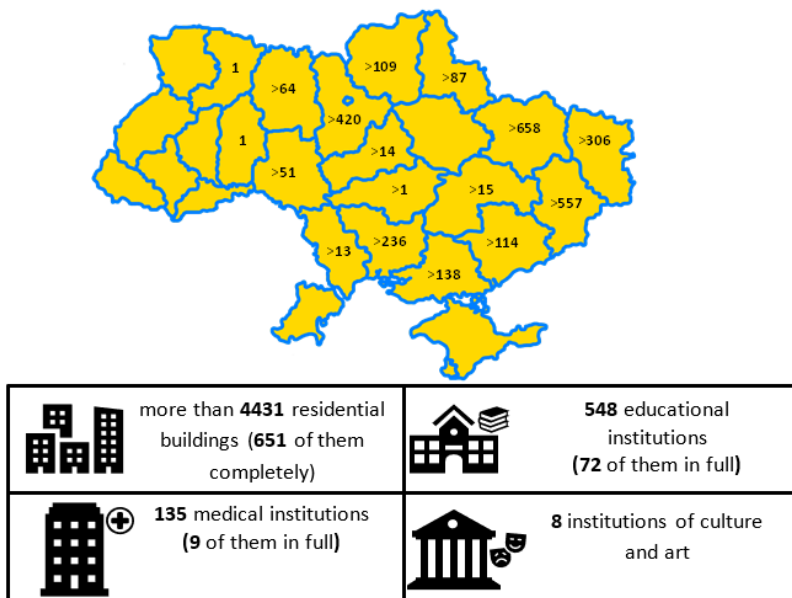 >109
1
>87
>64
>420
>658
1
>14
>306
>51
>1
>15
>557
>13
>236
>114
>138
more than 4431 residential
buildings (651 of them
completely)
548 educational
institutions
(72 of them in full)
135 medical institutions
(9 of them in full)
8 institutions of culture
and art